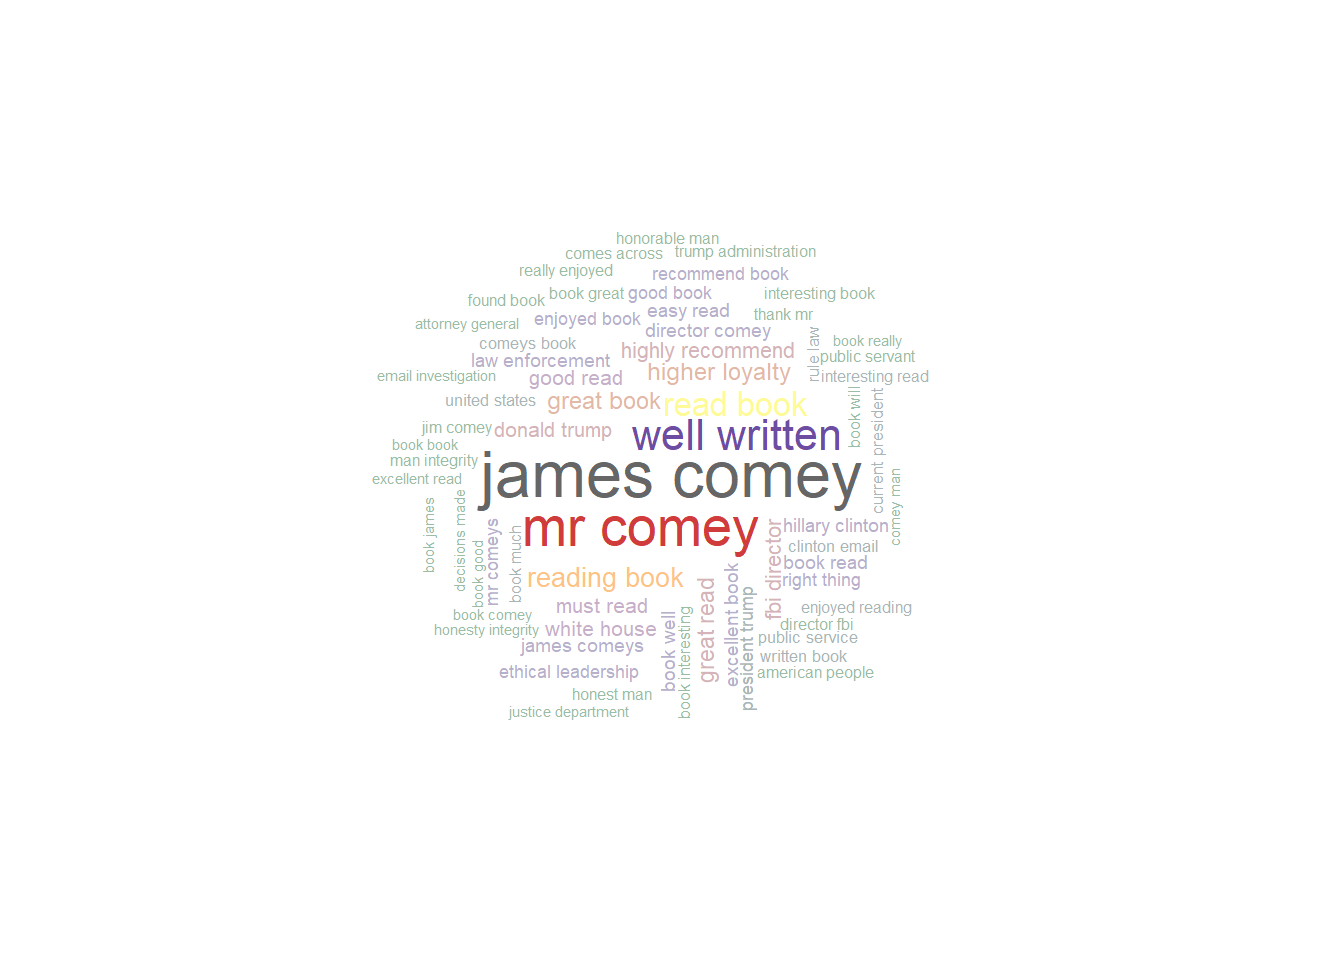 honorable man
comes across
trump administration
really enjoyed
recommend book
found book
book great
good book
interesting book
attorney general
enjoyed book
easy read
thank mr
comeys book
director comey
rule law
book really
law enforcement
highly recommend
public servant
email investigation
good read
higher loyalty
interesting read
united states
great book
read book
book will
current president
jim comey
donald trump
well written
book book
man integrity
james comey
excellent read
comey man
book james
decisions made
book good
mr comeys
book much
mr comey
fbi director
hillary clinton
clinton email
reading book
book read
right thing
book comey
must read
great read
excellent book
president trump
enjoyed reading
honesty integrity
white house
book well
book interesting
director fbi
public service
james comeys
written book
ethical leadership
american people
honest man
justice department